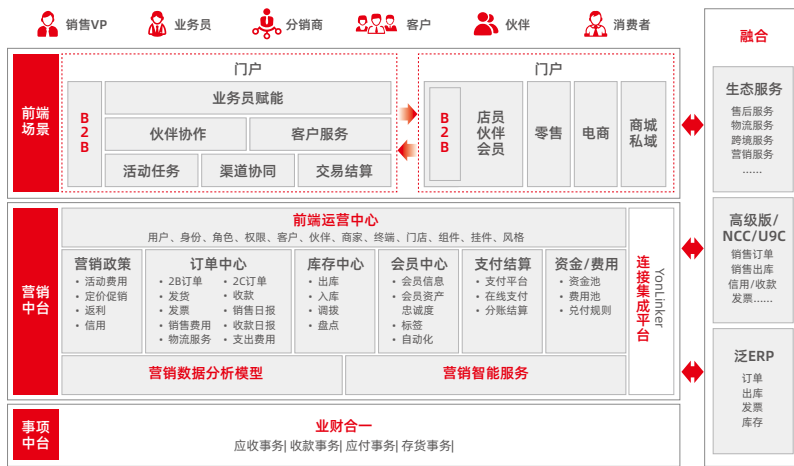 销售VP
业务员
分销商
客户
伙伴
消费者
前端
场景
门户
B
2
B
业务员赋能
伙伴协作
客户服务
活动任务
渠道协同
交易结算
门户
B
2
B
店员
伙伴
会员
零售
电商
商城
私域
营销
中台
前端运营中心
用户、身份、角色、权限、客户、伙伴、商家、终端、门店、组件、挂件、风格
营销政策
• 活动费用
• 定价促销
• 返利
• 信用
订单中心
• 2B订单
• 发货
• 发票
• 销售费用
• 物流服务
• 2C订单
• 收款
• 销售日报
• 收款日报
• 支出费用
库存中心
• 出库
• 入库
• 调拨
• 盘点
会员中心
• 会员信息
• 会员资产
忠诚度
• 标签
• 自动化
支付结算
• 支付平台
• 在线支付
• 分账结算
资金/费用
• 资金池
• 费用池
• 兑付规则
营销数据分析模型
营销智能服务
连接集成平台
YonLinker
事项
中台
业财合一
应收事务| 收款事务| 应付事务| 存货事务|
融合
生态服务
售后服务
物流服务
跨境服务
营销服务
......
高级版/
NCC/U9C
销售订单
销售出库
信用/收款
发票......
泛ERP
订单
出库
发票
库存